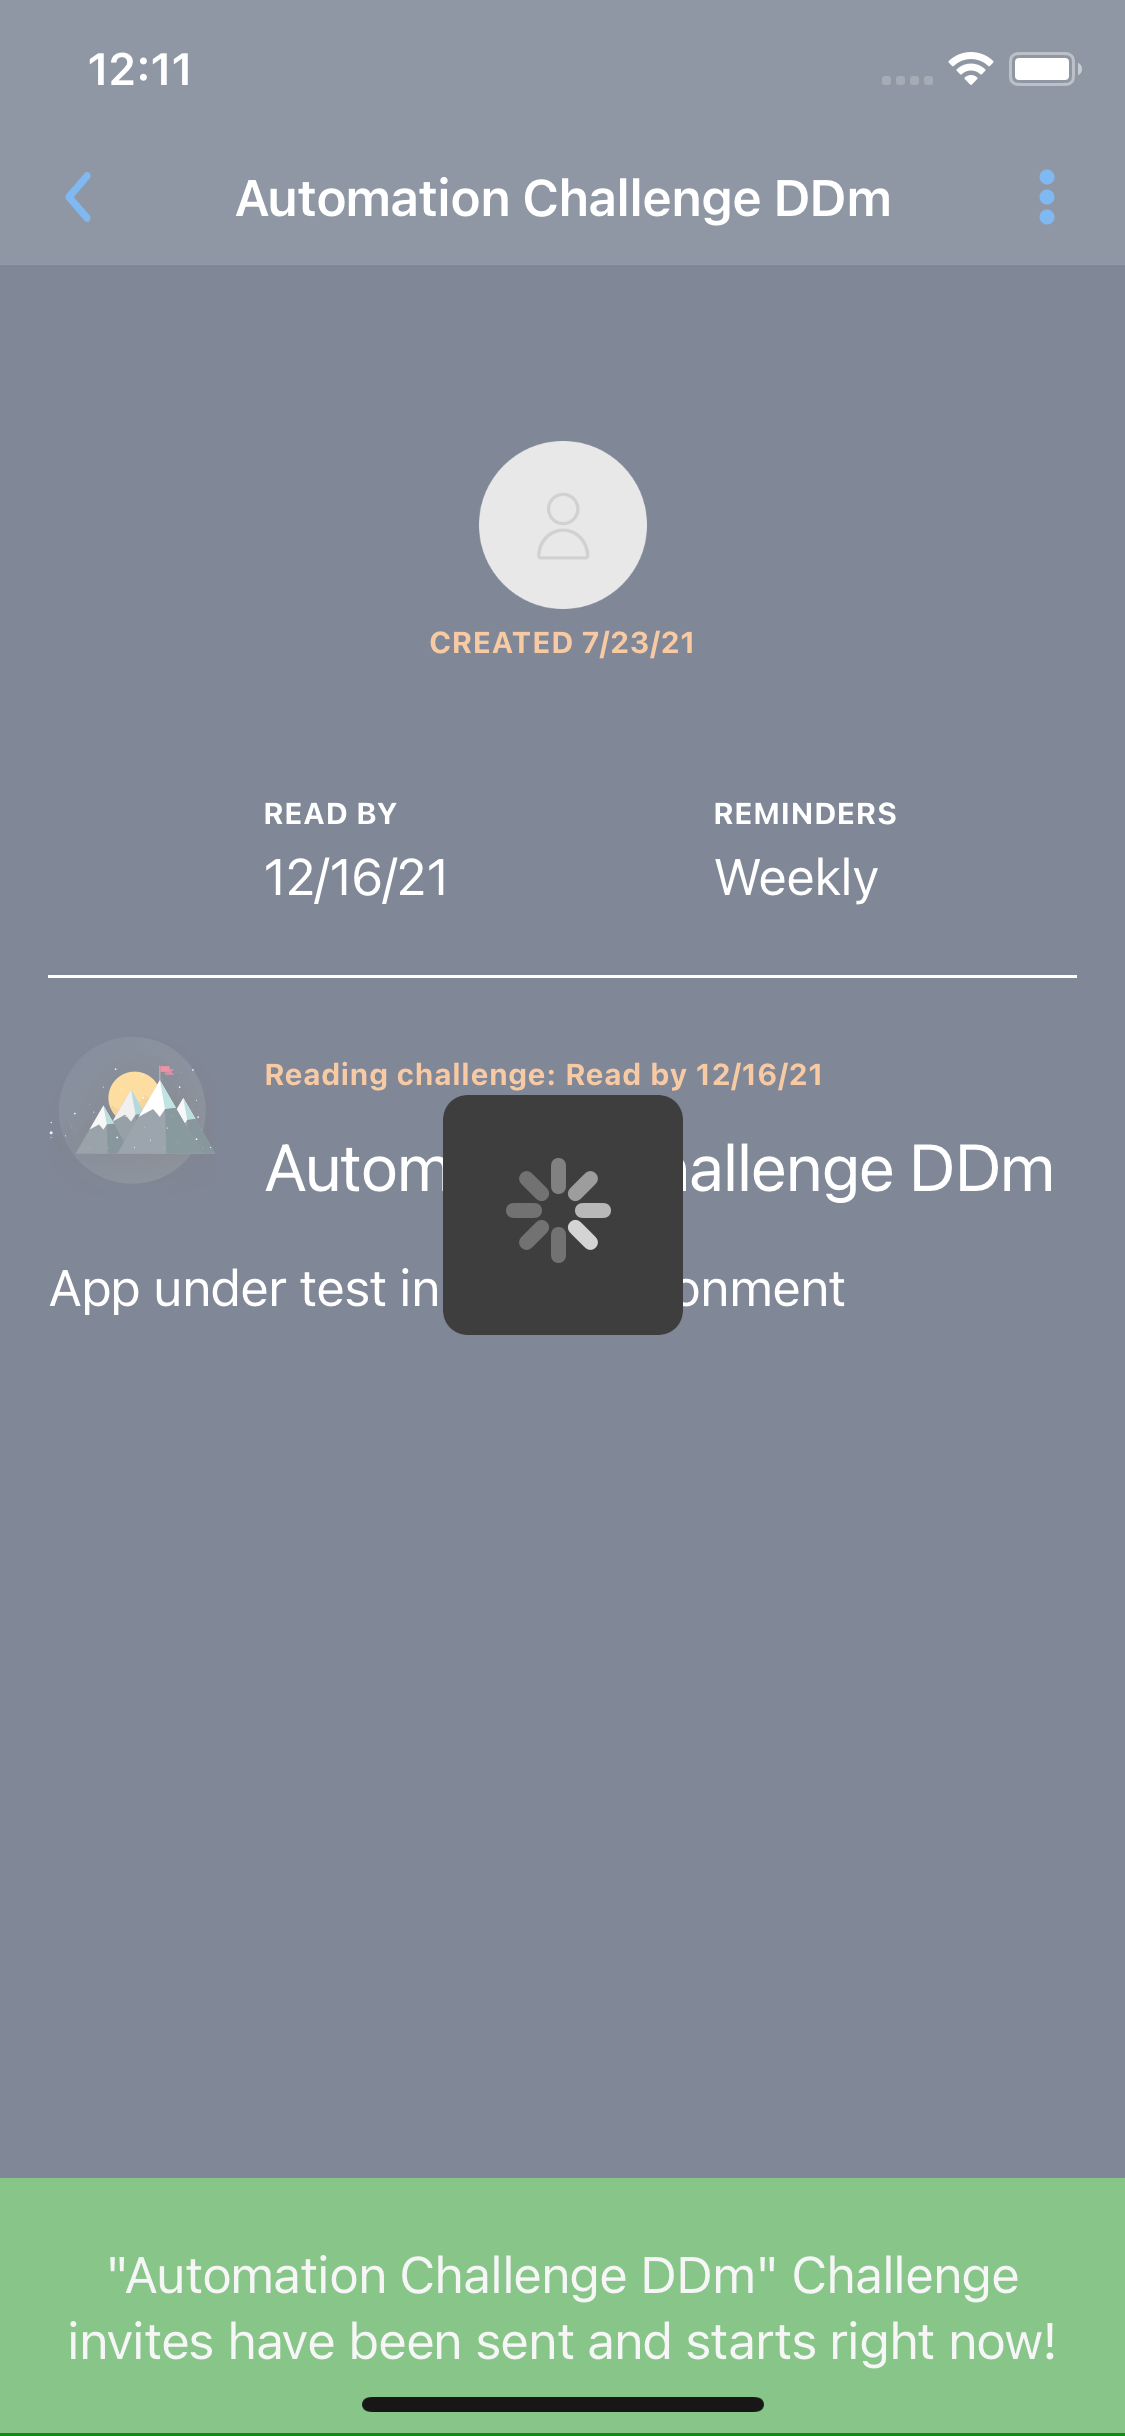 12:11
Automation Challenge DDm
CREATED 7/23/21
READ BY
REMINDERS
12/16/21
Weekly
Reading challenge: Read by 12/16/21
Autom allenge DDm
App under test in onment
"Automation Challenge DDm" Challenge
invites have been sent and starts right now!